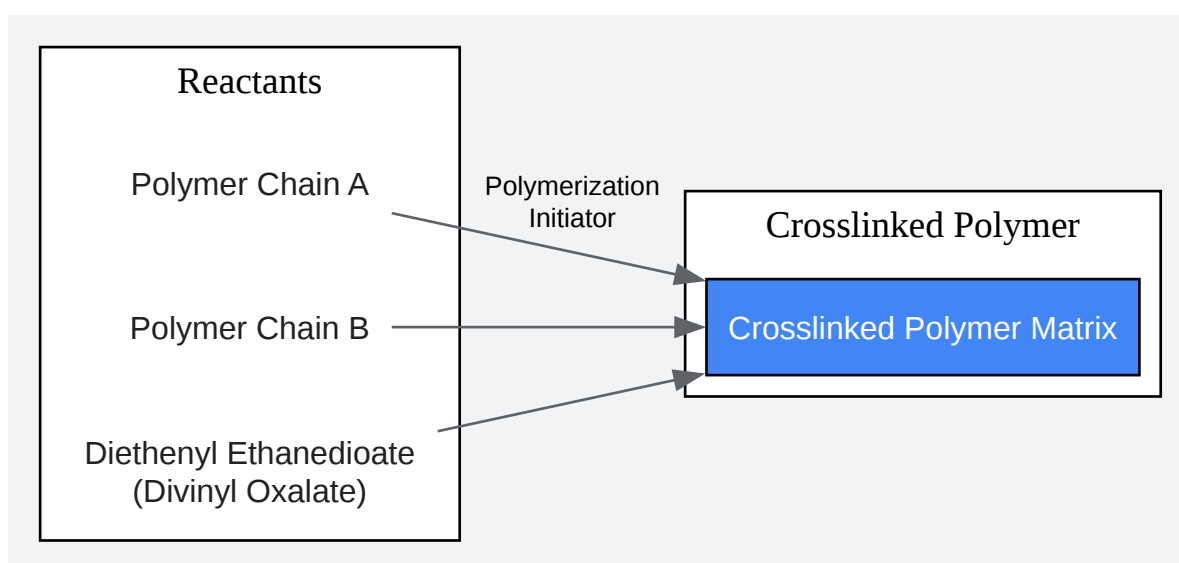 Reactants
Polymer Chain A
Polymerization
Initiator
Crosslinked Polymer
Polymer Chain B
Crosslinked Polymer Matrix
Diethenyl Ethanedioate
(Divinyl Oxalate)